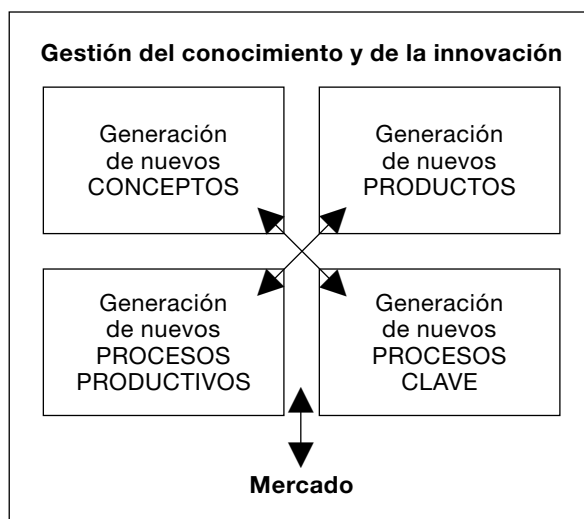 Gestión del conocimiento y de la innovación
Generación
de nuevos
CONCEPTOS
Generación
de nuevos
PRODUCTOS
Generación
de nuevos
PROCESOS
PRODUCTIVOS
Generación
de nuevos
PROCESOS
CLAVE
Mercado